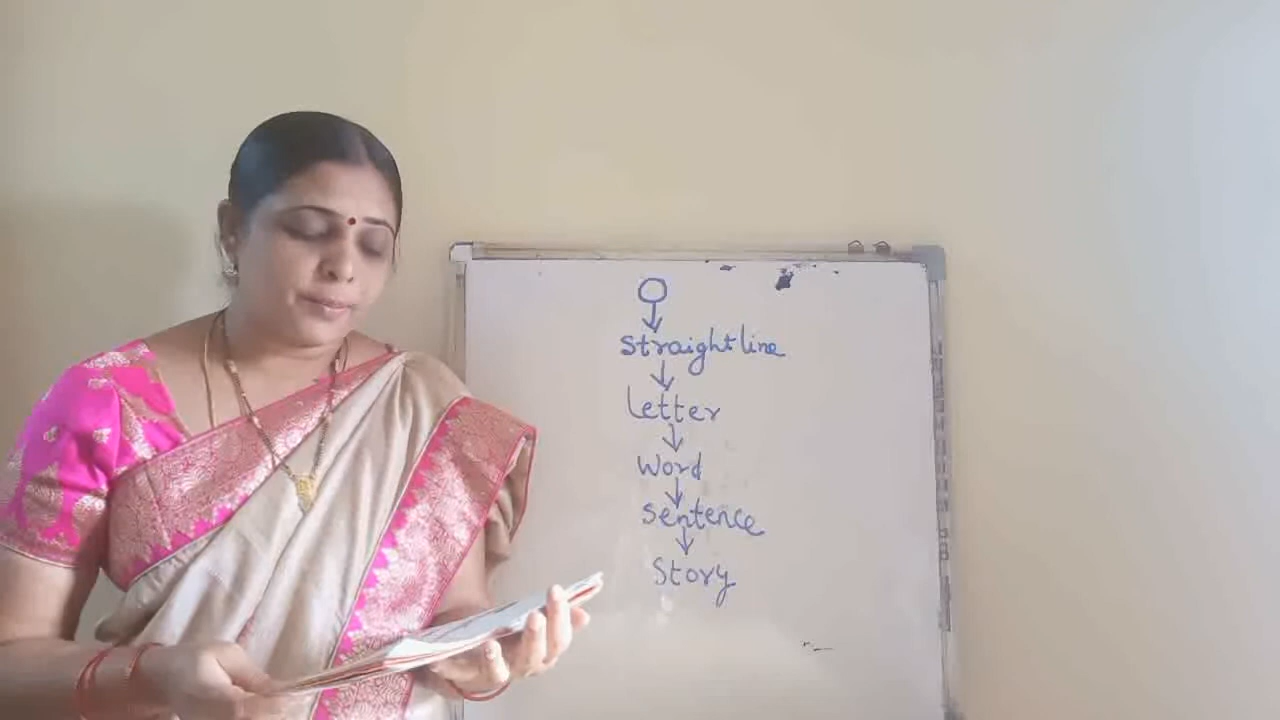 straight line
letter
word
sentence
Story